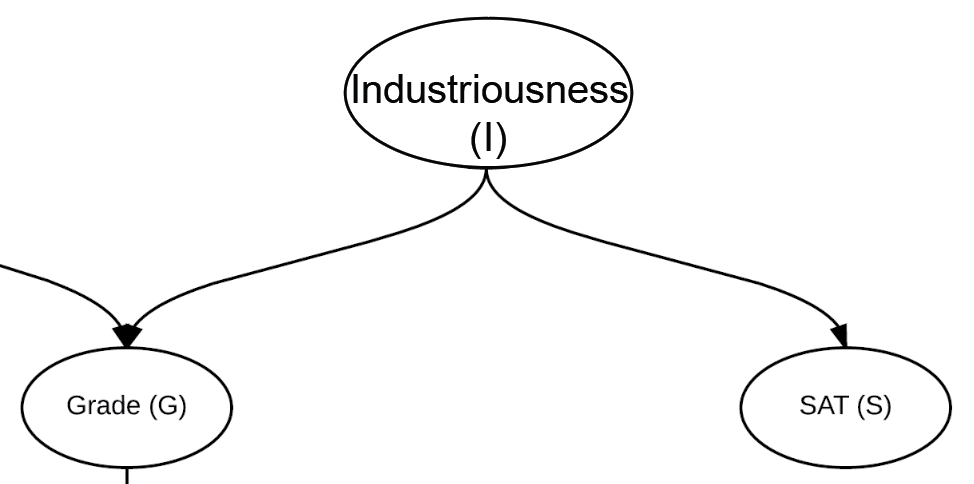 Industriousness
(I)
Grade (G)
SAT (S)